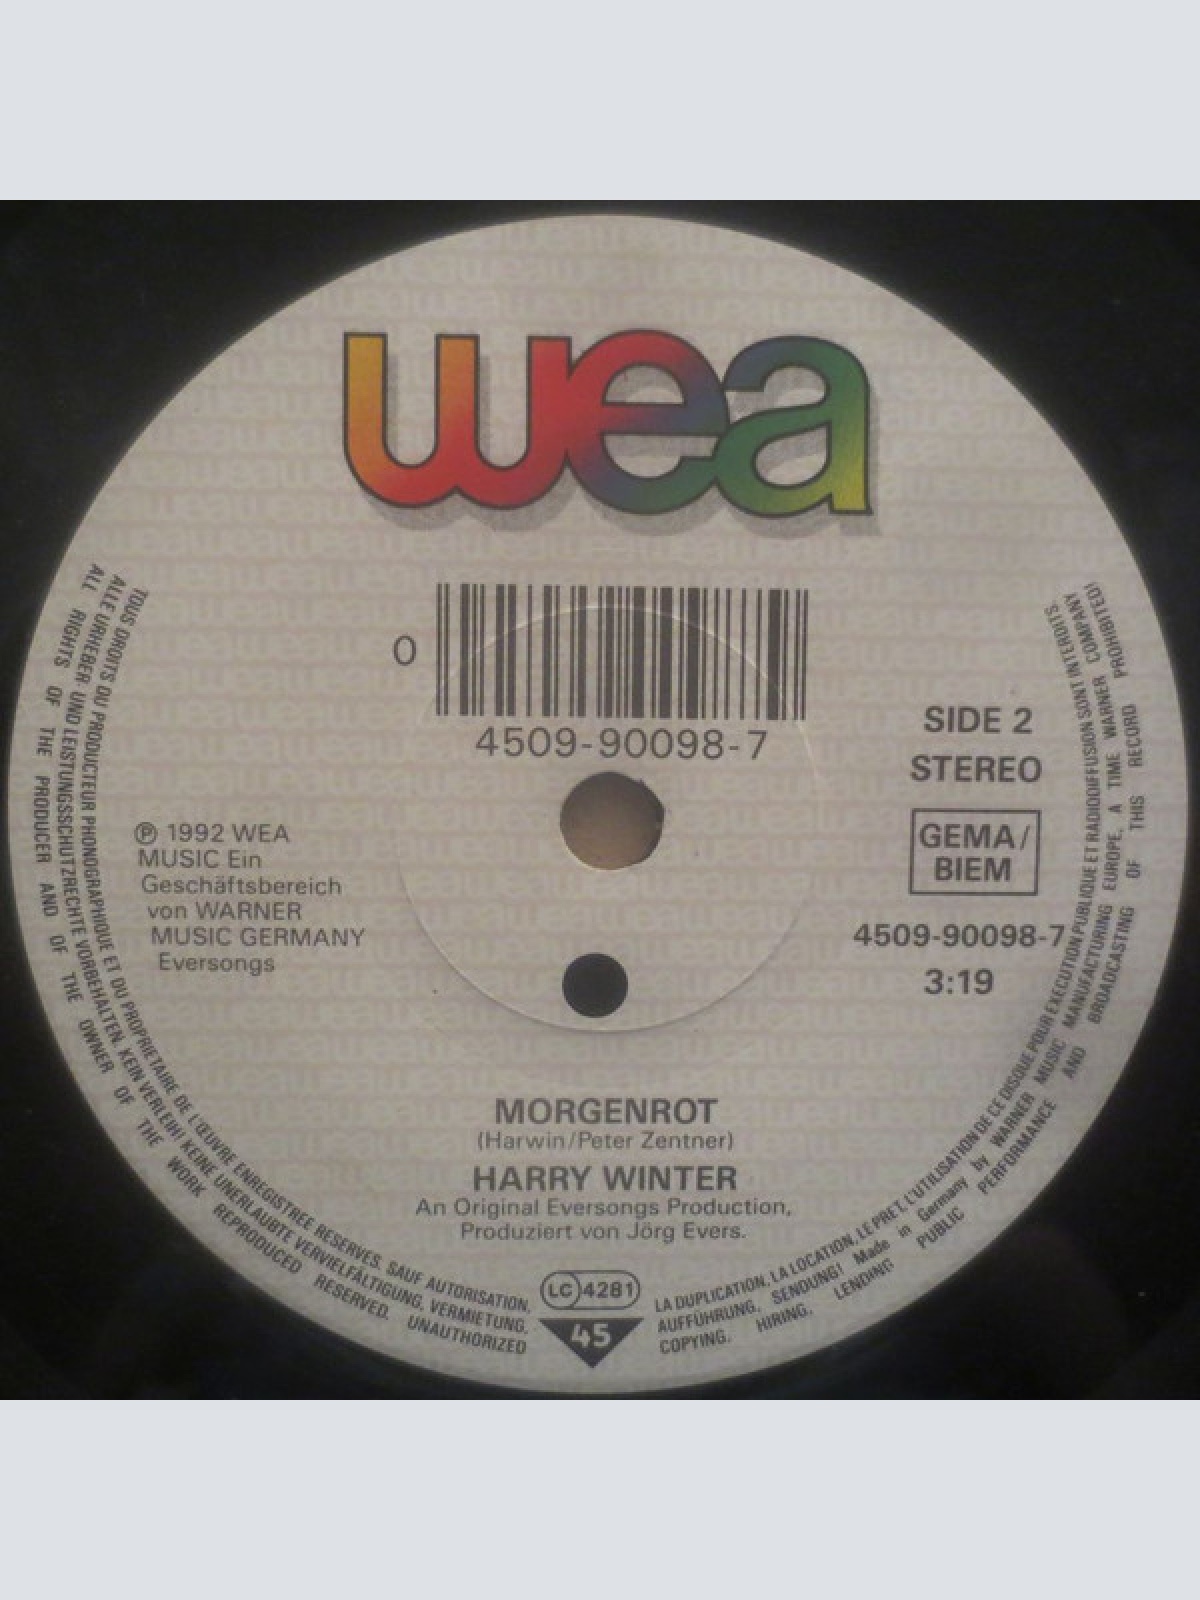 wea
0
4509-90098-7
SIDE 2
STEREO
GEMA/
BIEM
4509-90098-7
3:19
℗ 1992 WEA
MUSIC Ein
Geschäftsbereich
von WARNER
MUSIC GERMANY
Eversongs
MORGENROT
(Harwin/Peter Zentner)
HARRY WINTER
An Original Eversongs Production,
Produziert von Jörg Evers.
LC 4281
45
TOUS DROITS DU PRODUCTEUR PHONOGRAPHIQUE ET DU PROPRIETAIRE DE L'ŒUVRE ENREGISTREE RESERVES. SAUF AUTORISATION, LA DUPLICATION, LA LOCATION, LE PRET, L'UTILISATION DE CE DISQUE POUR EXECUTION PUBLIQUE ET RADIODIFFUSION SONT INTERDITS.
ALLE URHEBER- UND LEISTUNGSSCHUTZRECHTE VORBEHALTEN. KEIN VERLEIH! KEINE UNERLAUBTE VERVIELFÄLTIGUNG, VERMIETUNG, AUFFÜHRUNG, SENDUNG! Made in Germany by WARNER MUSIC MANUFACTURING EUROPE, A TIME WARNER COMPANY
ALL RIGHTS OF THE PRODUCER AND OF THE OWNER OF THE WORK REPRODUCED RESERVED. UNAUTHORIZED COPYING, HIRING, LENDING PUBLIC PERFORMANCE AND BROADCASTING OF THIS RECORD PROHIBITED!